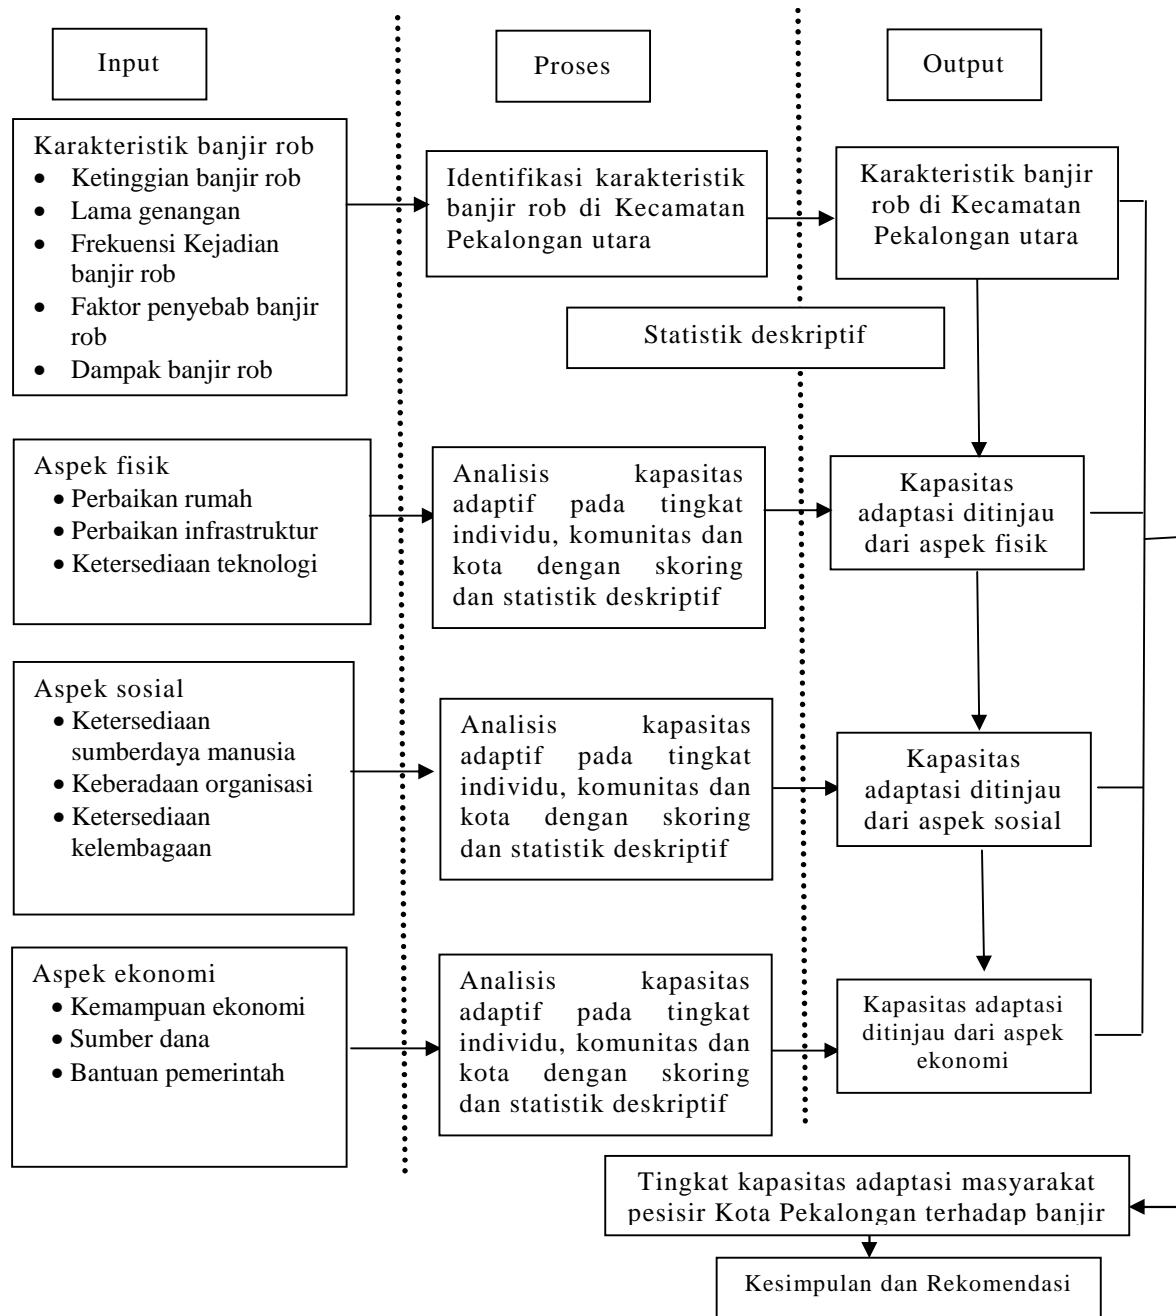 Input
Proses
Output
Karakteristik banjir rob
• Ketinggian banjir rob
• Lama genangan
• Frekuensi Kejadian
banjir rob
• Faktor penyebab banjir
rob
• Dampak banjir rob
Identifikasi karakteristik
banjir rob di Kecamatan
Pekalongan utara
Karakteristik banjir
rob di Kecamatan
Pekalongan utara
Statistik deskriptif
Aspek fisik
• Perbaikan rumah
• Perbaikan infrastruktur
• Ketersediaan teknologi
Analisis kapasitas
adaptif pada tingkat
individu, komunitas dan
kota dengan skoring
dan statistik deskriptif
Kapasitas
adaptasi ditinjau
dari aspek fisik
Aspek sosial
• Ketersediaan
sumberdaya manusia
• Keberadaan organisasi
• Ketersediaan
kelembagaan
Analisis kapasitas
adaptif pada tingkat
individu, komunitas dan
kota dengan skoring
dan statistik deskriptif
Kapasitas
adaptasi ditinjau
dari aspek sosial
Aspek ekonomi
• Kemampuan ekonomi
• Sumber dana
• Bantuan pemerintah
Analisis kapasitas
adaptif pada tingkat
individu, komunitas dan
kota dengan skoring
dan statistik deskriptif
Kapasitas adaptasi
ditinjau dari aspek
ekonomi
Tingkat kapasitas adaptasi masyarakat
pesisir Kota Pekalongan terhadap banjir
Kesimpulan dan Rekomendasi